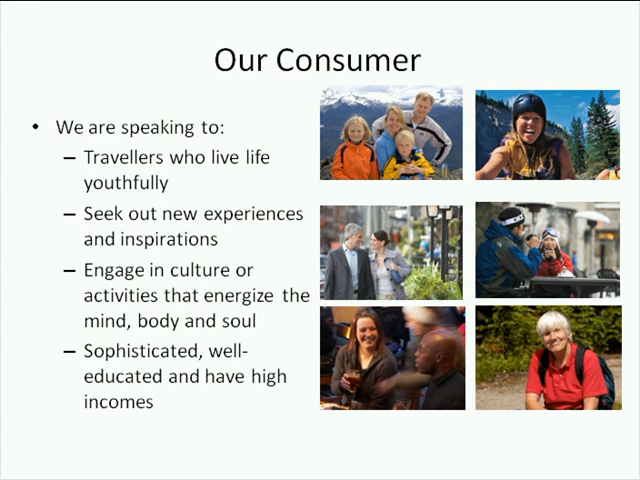 Our Consumer
• We are speaking to:
– Travellers who live life
youthfully
– Seek out new experiences
and inspirations
– Engage in culture or
activities that energize the
mind, body and soul
– Sophisticated, well-
educated and have high
incomes